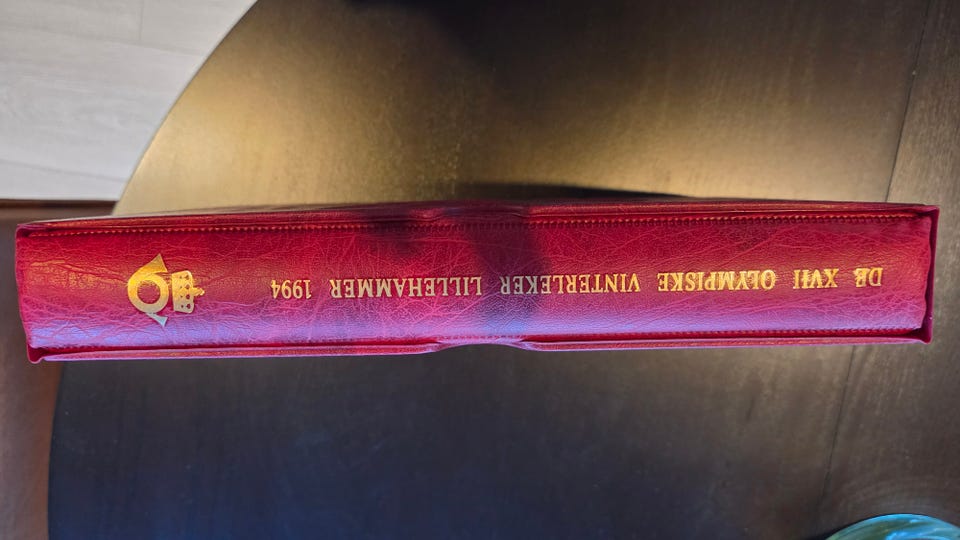 DE XVII OLYMPISKE VINTERLEKER LILLEHAMMER 1994